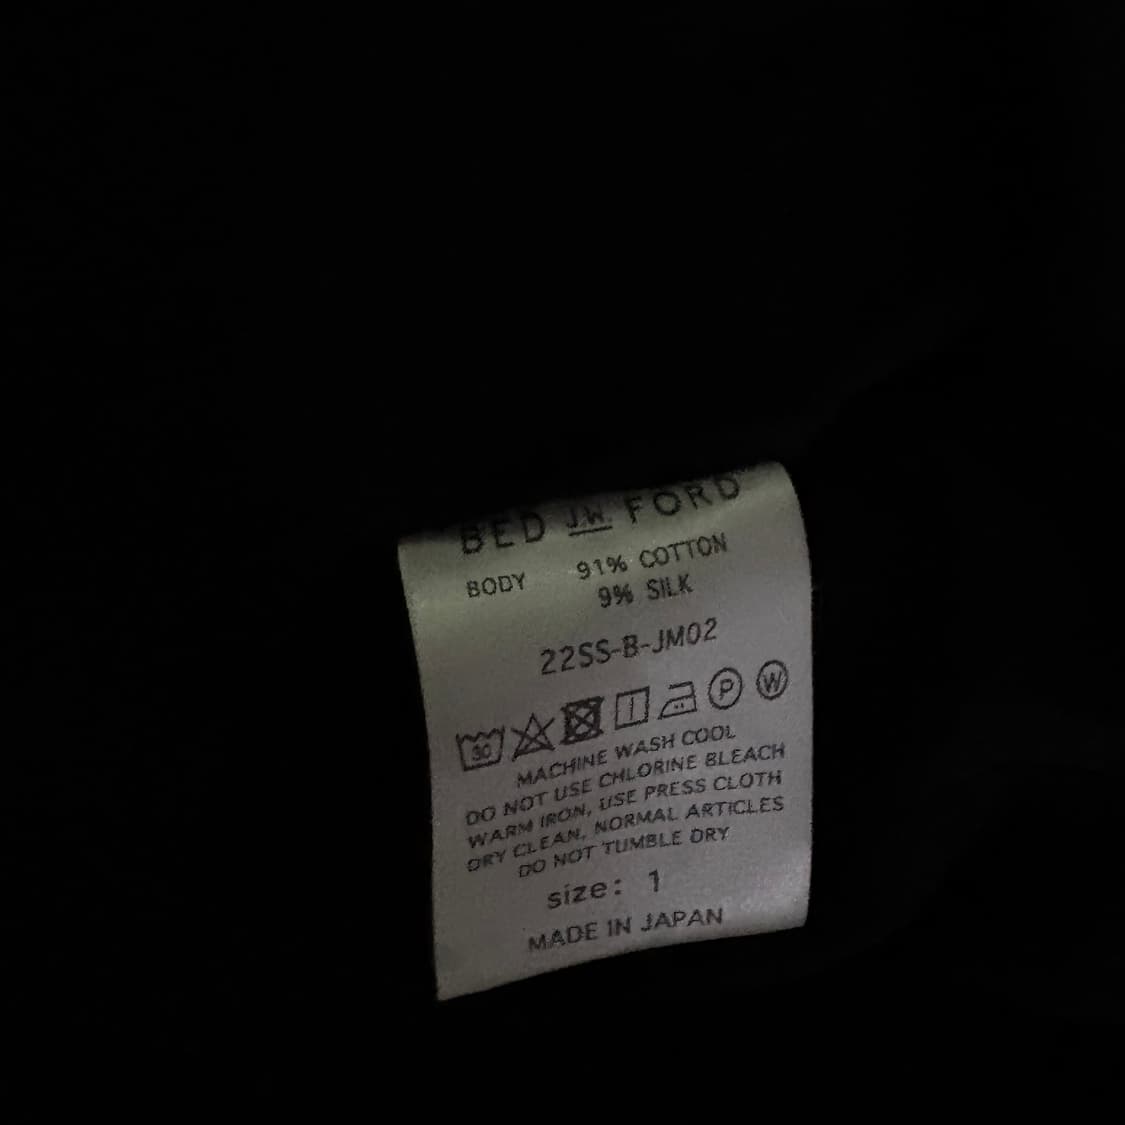 BED J.W. FORD
BODY 91% COTTON
9% SILK
22SS-B-JM02
30 P W
MACHINE WASH COOL
DO NOT USE CHLORINE BLEACH
WARM IRON, USE PRESS CLOTH
DRY CLEAN, NORMAL ARTICLES
DO NOT TUMBLE DRY
size: 1
MADE IN JAPAN